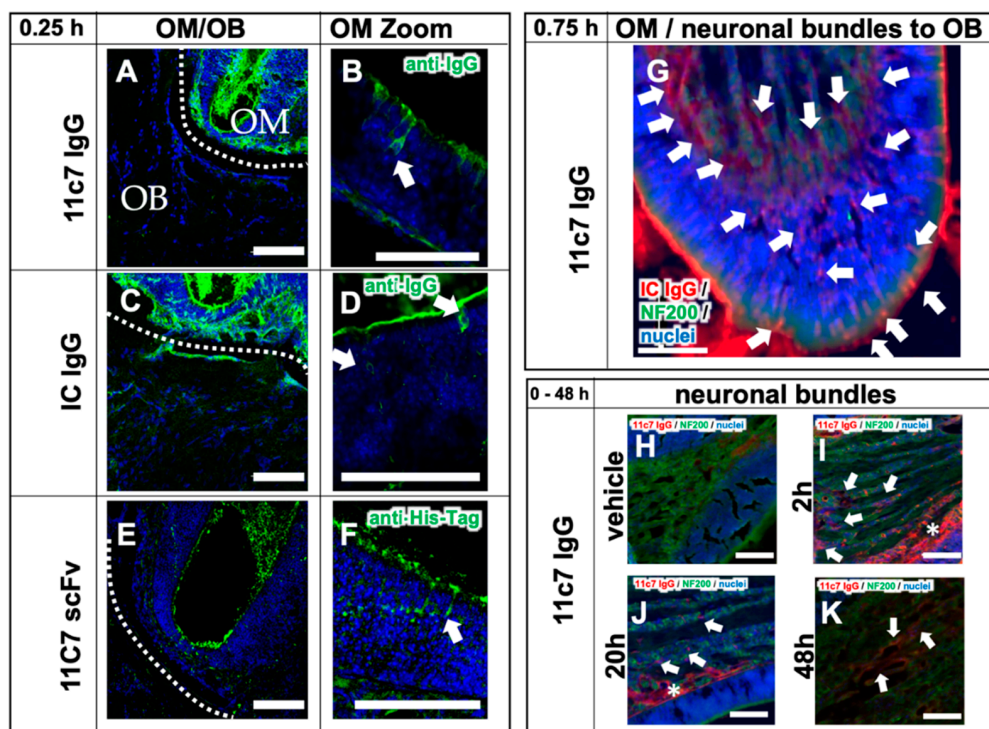 0.25 h
OM/OB
OM Zoom
11c7 IgG
A
OM
OB
B
anti-IgG
IC IgG
C
D
anti-IgG
11C7 scFv
E
F
anti-His-Tag
0.75 h
OM / neuronal bundles to OB
11c7 IgG
G
IC IgG /
NF200 /
nuclei
0 - 48 h
neuronal bundles
11c7 IgG
vehicle
11c7 IgG / NF200 / nuclei
H
2h
11c7 IgG / NF200 / nuclei
I
*
20h
11c7 IgG / NF200 / nuclei
J
*
48h
11c7 IgG / NF200 / nuclei
K